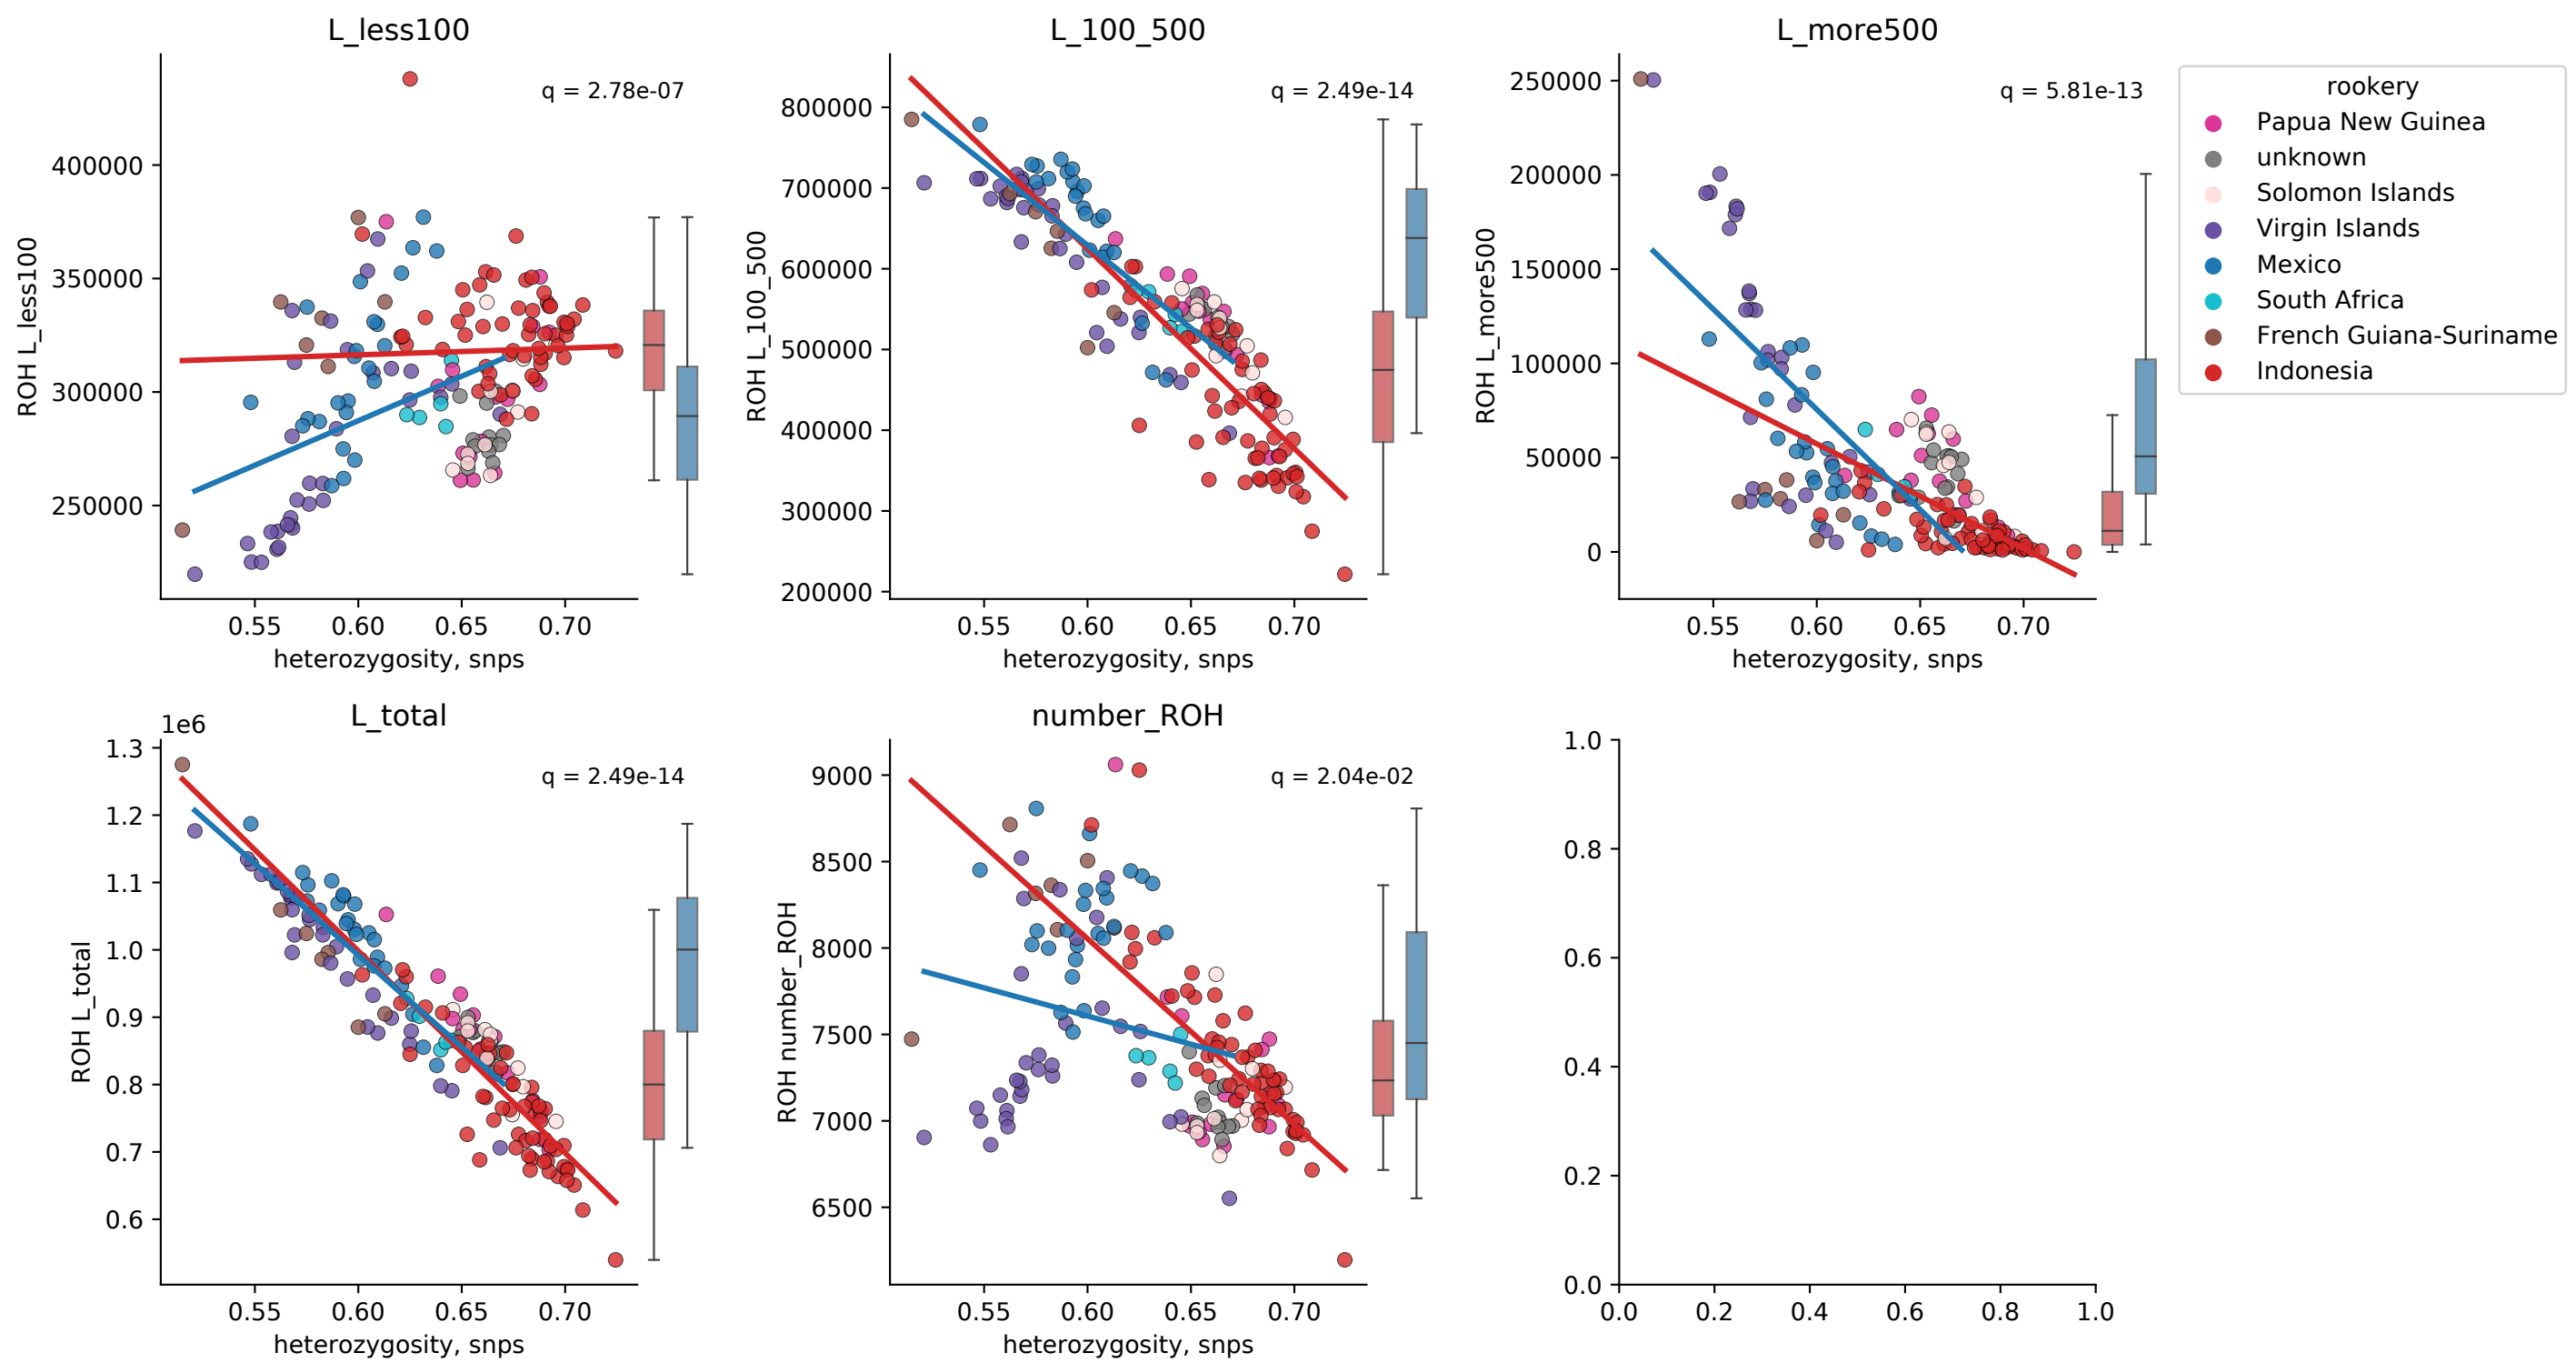 L_less100
L_100_500
L_more500
q = 2.78e-07
q = 2.49e-14
q = 5.81e-13
rookery
Papua New Guinea
unknown
Solomon Islands
Virgin Islands
Mexico
South Africa
French Guiana-Suriname
Indonesia
ROH L_less100
400000
350000
300000
250000
0.55 0.60 0.65 0.70
heterozygosity, snps
ROH L_100_500
800000
700000
600000
500000
400000
300000
200000
0.55 0.60 0.65 0.70
heterozygosity, snps
ROH L_more500
250000
200000
150000
100000
50000
0
0.55 0.60 0.65 0.70
heterozygosity, snps
L_total
number_ROH
1e6
q = 2.49e-14
q = 2.04e-02
ROH L_total
1.3
1.2
1.1
1.0
0.9
0.8
0.7
0.6
0.55 0.60 0.65 0.70
heterozygosity, snps
ROH number_ROH
9000
8500
8000
7500
7000
6500
0.55 0.60 0.65 0.70
heterozygosity, snps
1.0
0.8
0.6
0.4
0.2
0.0
0.0 0.2 0.4 0.6 0.8 1.0